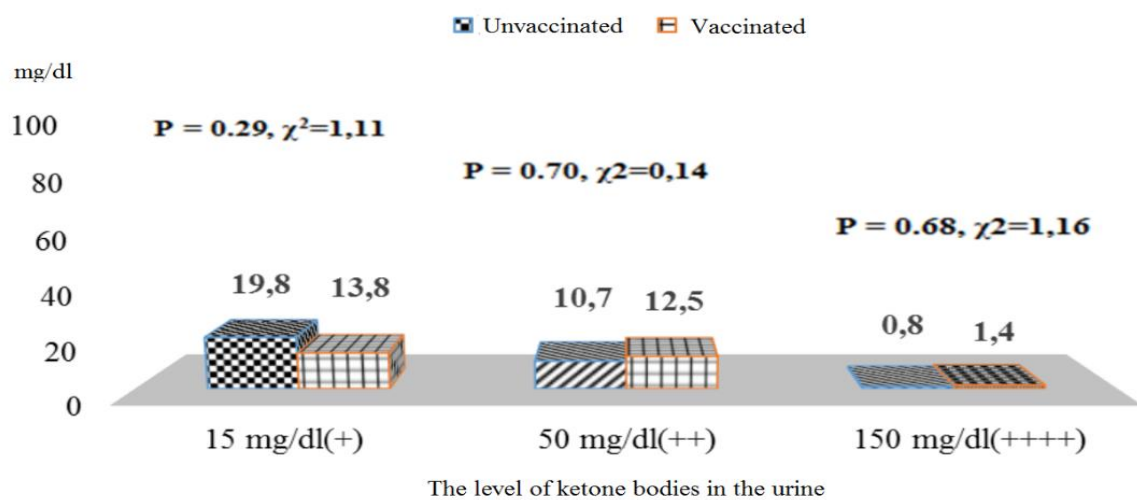 Unvaccinated Vaccinated
mg/dl
100
80
60
40
20
0
P = 0.29, χ²=1,11
P = 0.70, χ2=0,14
P = 0.68, χ2=1,16
19,8 13,8
10,7 12,5
0,8 1,4
15 mg/dl(+) 50 mg/dl(++) 150 mg/dl(++++)
The level of ketone bodies in the urine